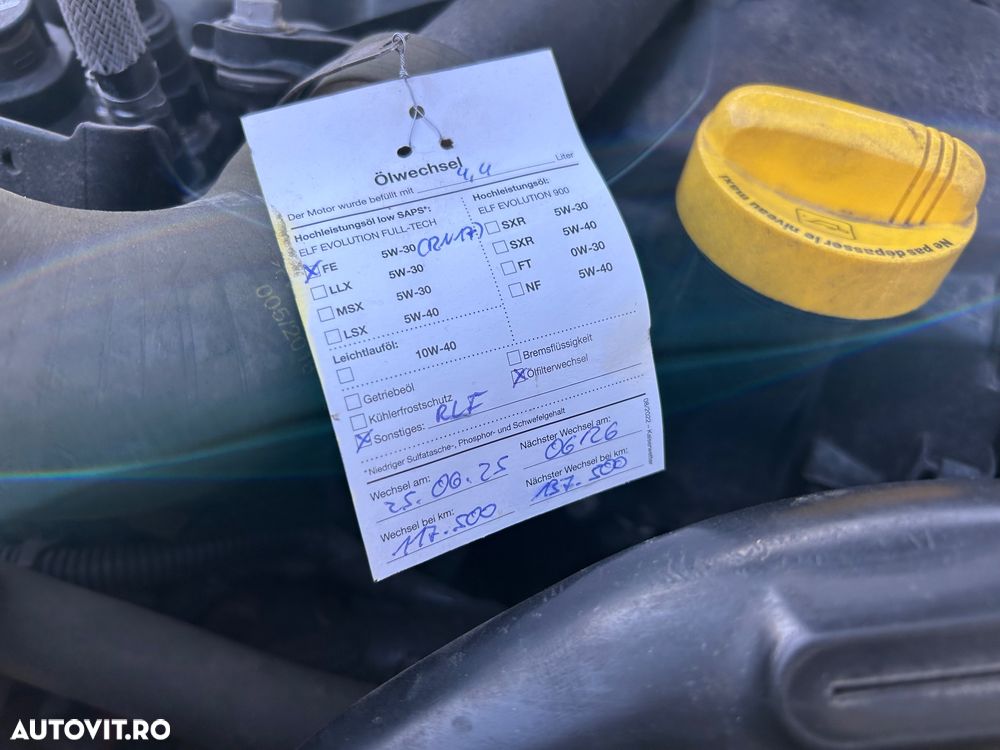 Ölwechsel
Der Motor wurde befüllt mit 4,4 Liter
Hochleistungsöl low SAPS*:
ELF EVOLUTION FULL-TECH
FE 5W-30 (RN17)
LLX 5W-30
MSX 5W-30
LSX 5W-40
Leichtlauföl:
10W-40
Hochleistungsöl:
ELF EVOLUTION 900
SXR 5W-30
SXR 5W-40
FT 0W-30
NF 5W-40
Getriebeöl
Kühlerfrostschutz
Sonstiges: RLF
Bremsflüssigkeit
Ölfilterwechsel
*Niedriger Sulfatasche-, Phosphor- und Schwefelgehalt
Wechsel am: 25.06.25
Nächster Wechsel am: 06/26
Wechsel bei km: 117.500
Nächster Wechsel bei km: 137.500
Ne pas dépasser le niveau maxi
AUTOVIT.RO